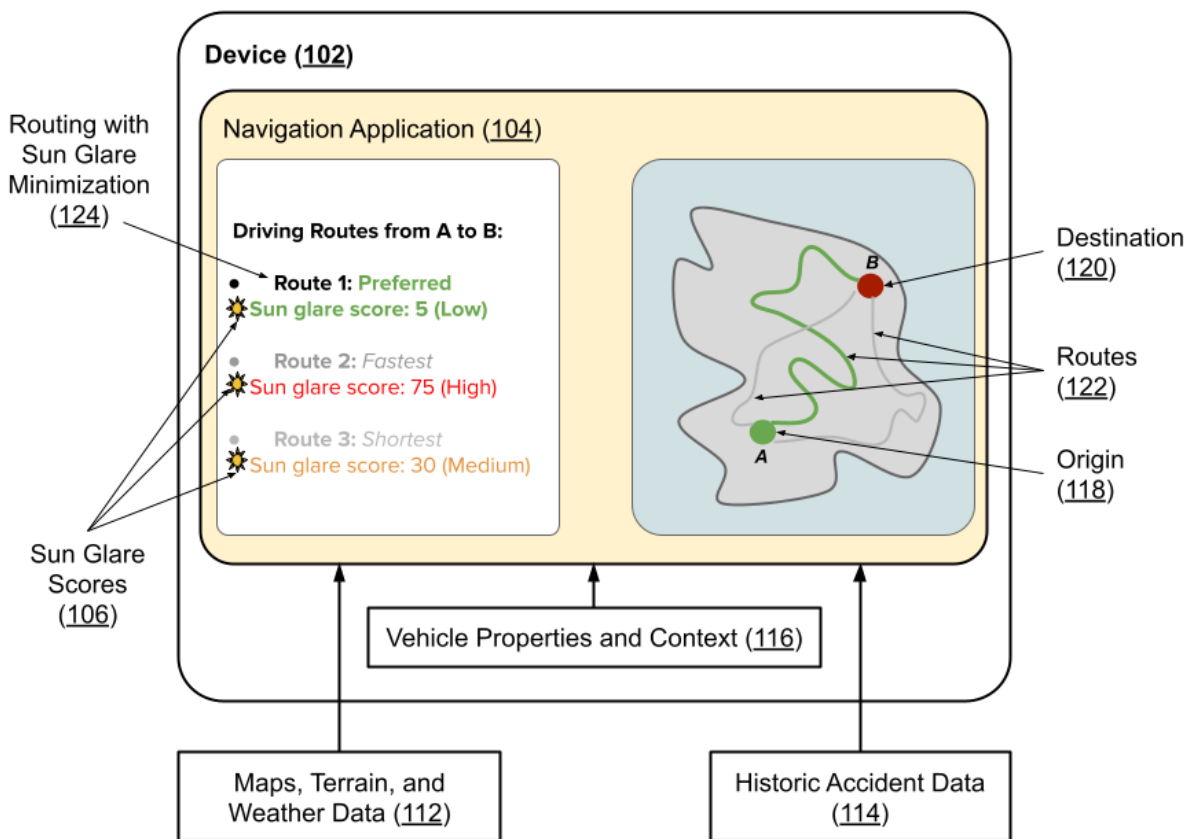 Device (102)
Navigation Application (104)
Routing with
Sun Glare
Minimization
(124)
Driving Routes from A to B:
Route 1: Preferred
Sun glare score: 5 (Low)
Route 2: Fastest
Sun glare score: 75 (High)
Route 3: Shortest
Sun glare score: 30 (Medium)
Sun Glare
Scores
(106)
B
A
Destination
(120)
Routes
(122)
Origin
(118)
Vehicle Properties and Context (116)
Maps, Terrain, and
Weather Data (112)
Historic Accident Data
(114)